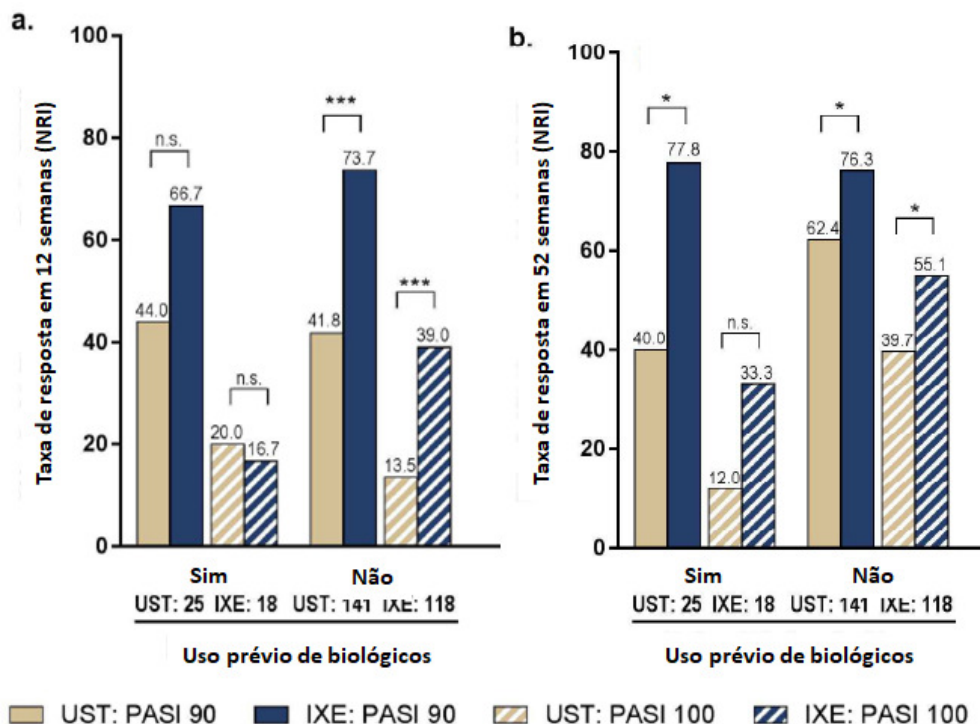 a.
Taxa de resposta em 12 semanas (NRI)
100
80
60
40
20
0
n.s.
44.0
66.7
n.s.
20.0
16.7
***
41.8
73.7
***
13.5
39.0
Sim
Não
UST: 25 IXE: 18 UST: 141 IXE: 118
Uso prévio de biológicos
b.
Taxa de resposta em 52 semanas (NRI)
100
80
60
40
20
0
*
40.0
77.8
n.s.
12.0
33.3
*
62.4
76.3
*
39.7
55.1
Sim
Não
UST: 25 IXE: 18 UST: 141 IXE: 118
Uso prévio de biológicos
UST: PASI 90 IXE: PASI 90 UST: PASI 100 IXE: PASI 100